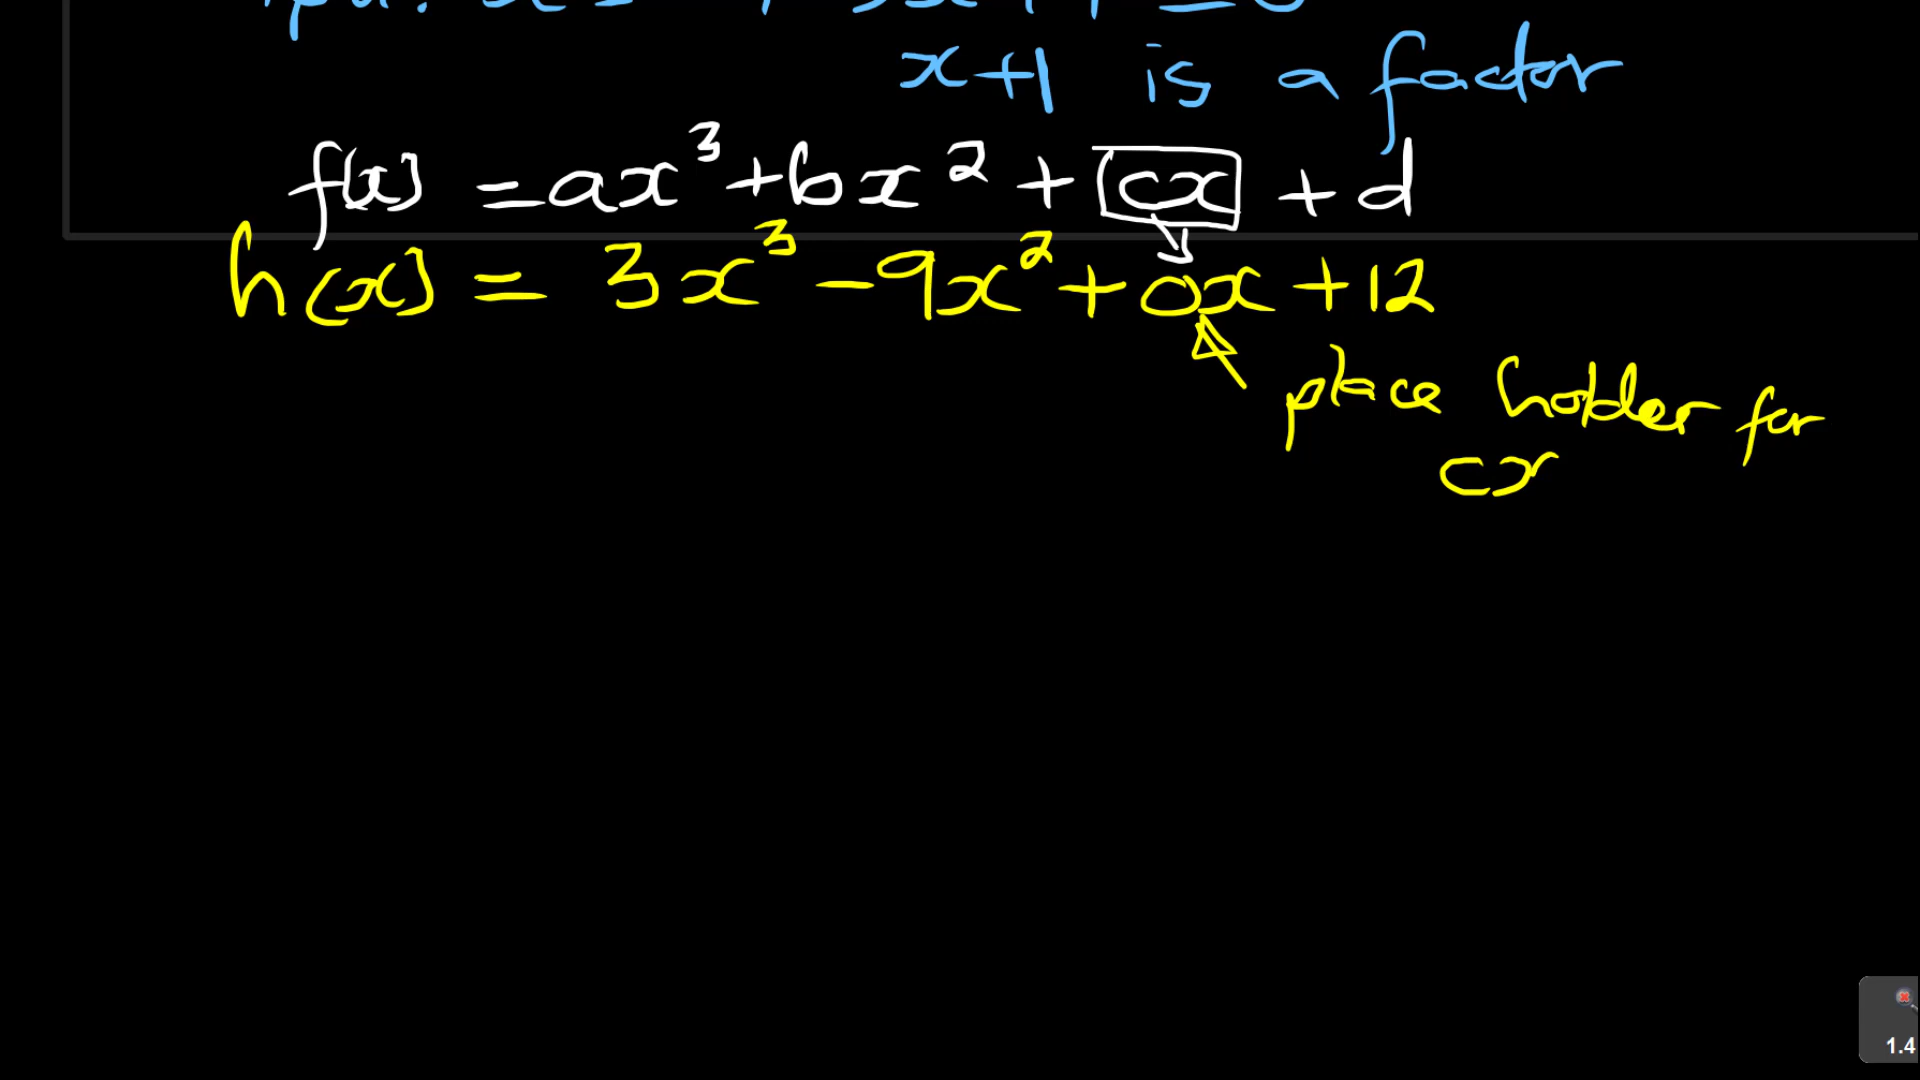 x+1 is a factor
f(x) = ax³ + bx² + cx + d
h(x) = 3x³ - 9x² + 0x + 12
place holder for
cx
1.4